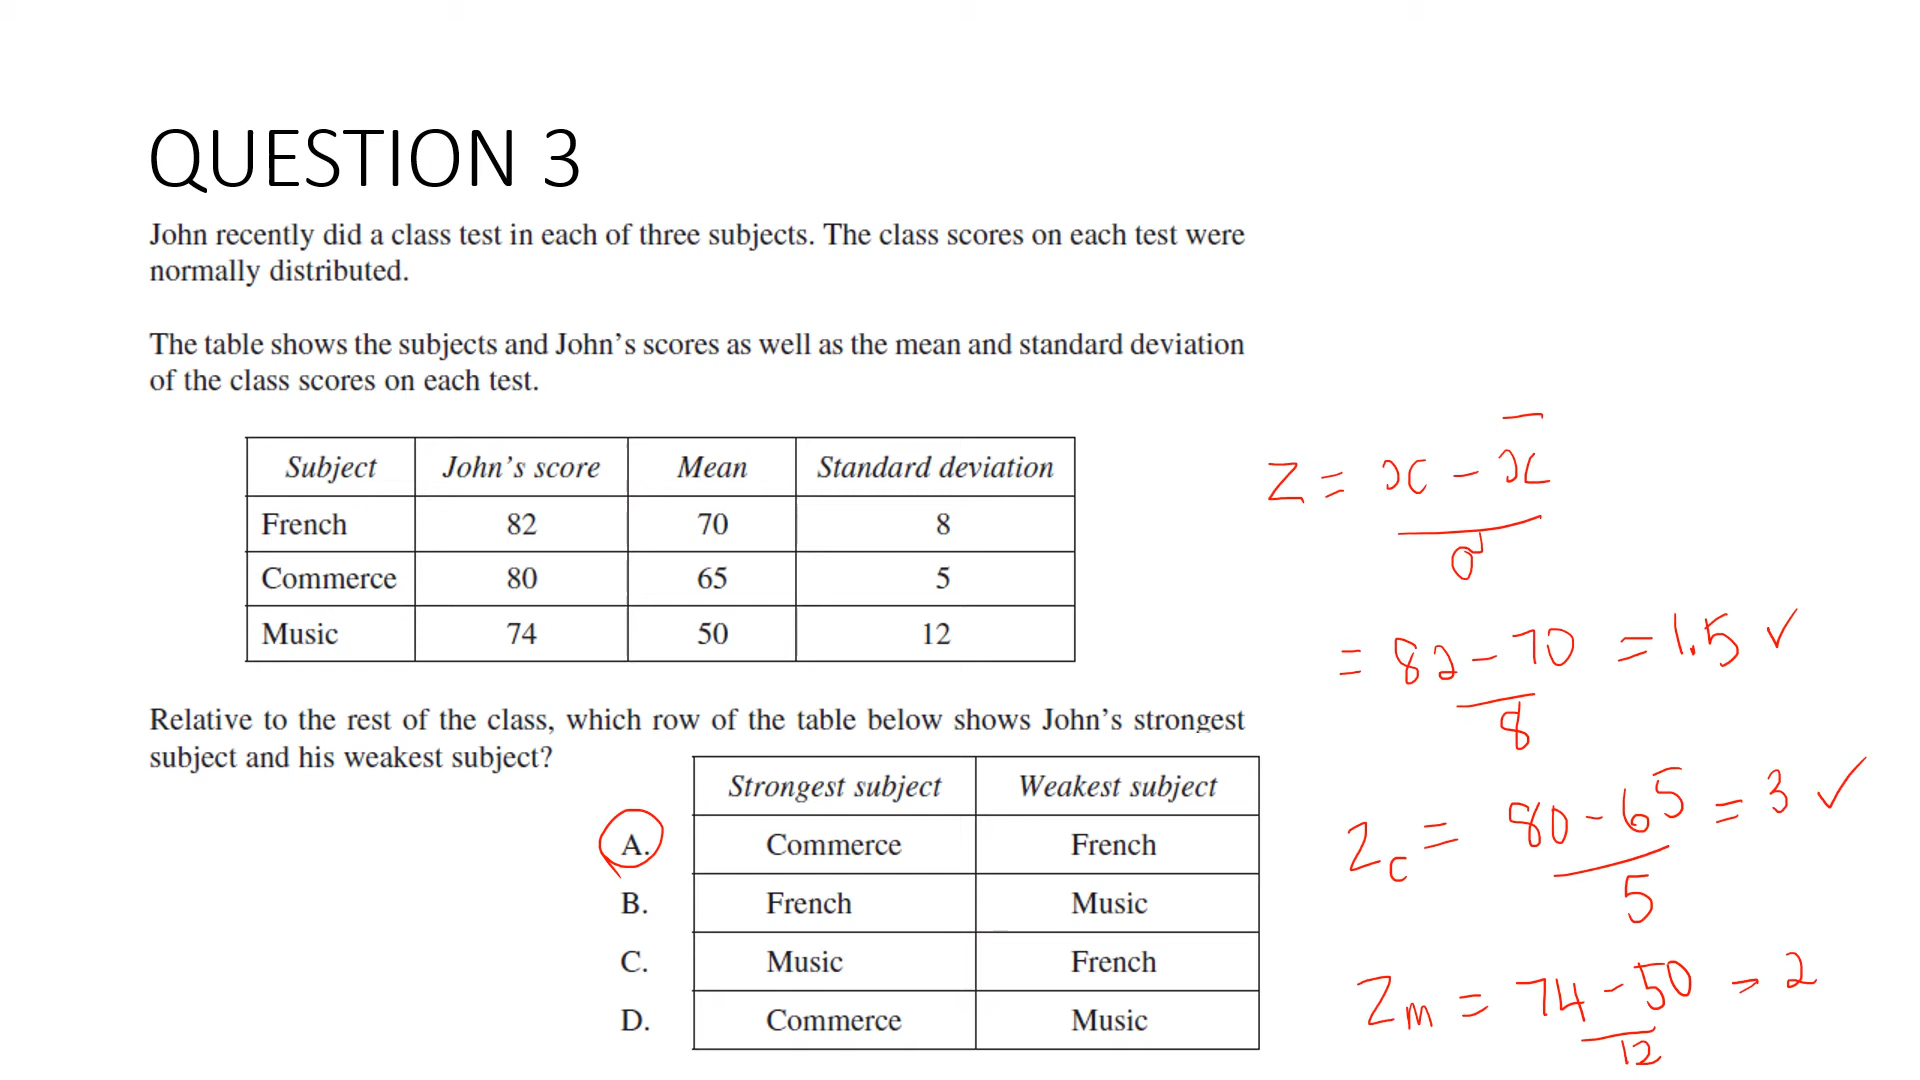 QUESTION 3
John recently did a class test in each of three subjects. The class scores on each test were
normally distributed.
The table shows the subjects and John’s scores as well as the mean and standard deviation
of the class scores on each test.
Subject John’s score Mean Standard deviation
French 82 70 8
Commerce 80 65 5
Music 74 50 12
Relative to the rest of the class, which row of the table below shows John’s strongest
subject and his weakest subject?
Strongest subject Weakest subject
A. Commerce French
B. French Music
C. Music French
D. Commerce Music
z = x - x̄
σ
= 82 - 70 = 1.5 ✓
8
Zc = 80 - 65 = 3 ✓
5
Zm = 74 - 50 = 2
12